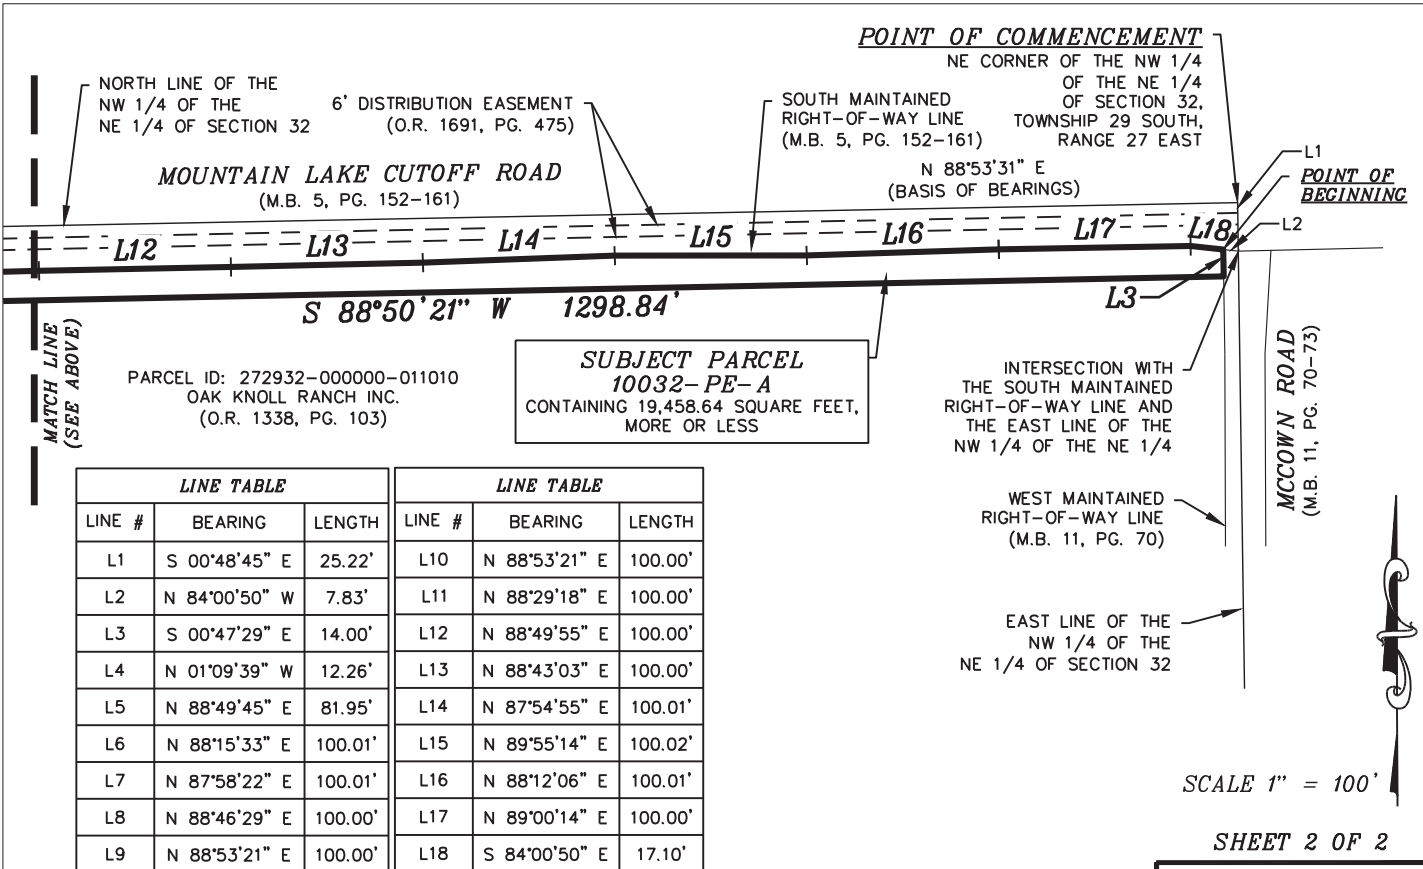 POINT OF COMMENCEMENT
NE CORNER OF THE NW 1/4
OF THE NE 1/4
OF SECTION 32,
TOWNSHIP 29 SOUTH,
RANGE 27 EAST
NORTH LINE OF THE
NW 1/4 OF THE
NE 1/4 OF SECTION 32
6' DISTRIBUTION EASEMENT
(O.R. 1691, PG. 475)
SOUTH MAINTAINED
RIGHT-OF-WAY LINE
(M.B. 5, PG. 152-161)
MOUNTAIN LAKE CUTOFF ROAD
(M.B. 5, PG. 152-161)
N 88°53'31" E
(BASIS OF BEARINGS)
L1
POINT OF
BEGINNING
L2
L12
L13
L14
L15
L16
L17
L18
L3
S 88°50'21" W 1298.84'
MATCH LINE
(SEE ABOVE)
PARCEL ID: 272932-000000-011010
OAK KNOLL RANCH INC.
(O.R. 1338, PG. 103)
SUBJECT PARCEL
10032-PE-A
CONTAINING 19,458.64 SQUARE FEET,
MORE OR LESS
INTERSECTION WITH
THE SOUTH MAINTAINED
RIGHT-OF-WAY LINE AND
THE EAST LINE OF THE
NW 1/4 OF THE NE 1/4
MCCOWN ROAD
(M.B. 11, PG. 70-73)
WEST MAINTAINED
RIGHT-OF-WAY LINE
(M.B. 11, PG. 70)
EAST LINE OF THE
NW 1/4 OF THE
NE 1/4 OF SECTION 32
LINE TABLE
LINE # BEARING LENGTH
L1 S 00°48'45" E 25.22'
L2 N 84°00'50" W 7.83'
L3 S 00°47'29" E 14.00'
L4 N 01°09'39" W 12.26'
L5 N 88°49'45" E 81.95'
L6 N 88°15'33" E 100.01'
L7 N 87°58'22" E 100.01'
L8 N 88°46'29" E 100.00'
L9 N 88°53'21" E 100.00'
LINE TABLE
LINE # BEARING LENGTH
L10 N 88°53'21" E 100.00'
L11 N 88°29'18" E 100.00'
L12 N 88°49'55" E 100.00'
L13 N 88°43'03" E 100.00'
L14 N 87°54'55" E 100.01'
L15 N 89°55'14" E 100.02'
L16 N 88°12'06" E 100.01'
L17 N 89°00'14" E 100.00'
L18 S 84°00'50" E 17.10'
SCALE 1" = 100'
SHEET 2 OF 2